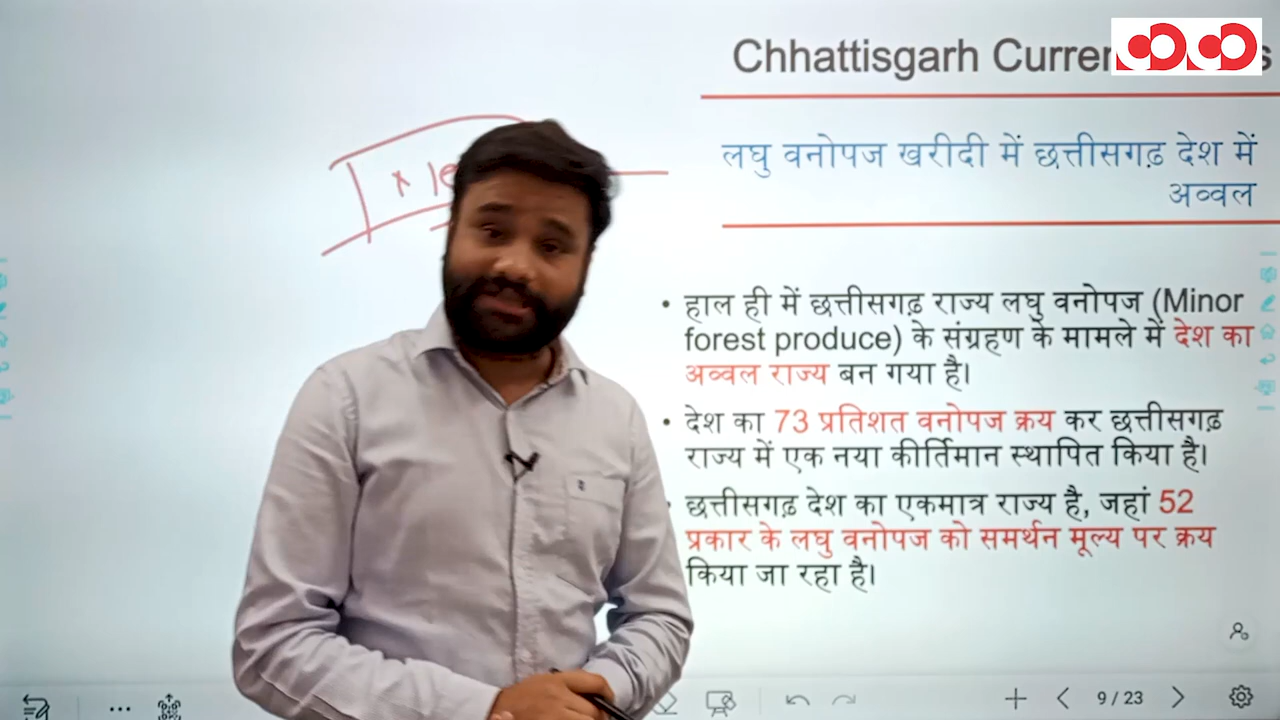 Chhattisgarh
लघु वनोपज खरीदी में छत्तीसगढ़ देश में
अव्वल
• हाल ही में छत्तीसगढ़ राज्य लघु वनोपज (Minor
forest produce) के संग्रहण के मामले में देश का
अव्वल राज्य बन गया है।
• देश का 73 प्रतिशत वनोपज क्रय कर छत्तीसगढ़
राज्य में एक नया कीर्तिमान स्थापित किया है।
• छत्तीसगढ़ देश का एकमात्र राज्य है, जहां 52
प्रकार के लघु वनोपज को समर्थन मूल्य पर क्रय
किया जा रहा है।
9 / 23